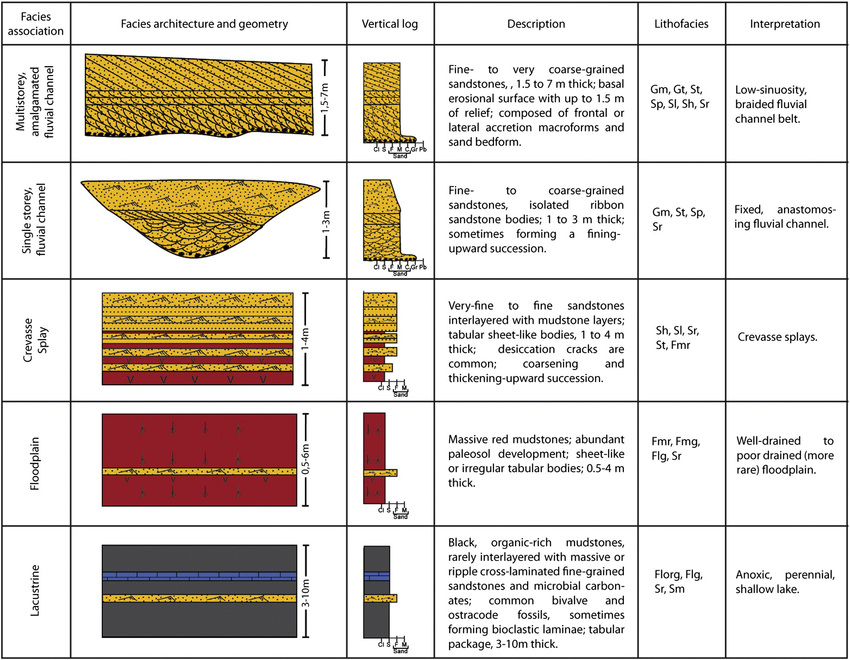 Facies
association
Facies architecture and geometry
Vertical log
Description
Lithofacies
Interpretation
Multistorey,
amalgamated
fluvial channel
1,5-7m
Cl S F M C Gr Pb
Sand
Fine- to very coarse-grained
sandstones, , 1.5 to 7 m thick; basal
erosional surface with up to 1.5 m
of relief; composed of frontal or
lateral accretion macroforms and
sand bedform.
Gm, Gt, St,
Sp, Sl, Sh, Sr
Low-sinuosity,
braided fluvial
channel belt.
Single storey,
fluvial channel
1-3m
Cl S F M C Gr Pb
Sand
Fine- to coarse-grained
sandstones, isolated ribbon
sandstone bodies; 1 to 3 m thick;
sometimes forming a fining-
upward succession.
Gm, St, Sp,
Sr
Fixed, anastomos-
ing fluvial channel.
Crevasse
Splay
1-4m
Cl S F M
Sand
Very-fine to fine sandstones
interlayered with mudstone layers;
tabular sheet-like bodies, 1 to 4 m
thick; desiccation cracks are
common; coarsening and
thickening-upward succession.
Sh, Sl, Sr,
St, Fmr
Crevasse splays.
Floodplain
0,5-6m
Cl S F M
Sand
Massive red mudstones; abundant
paleosol development; sheet-like
or irregular tabular bodies; 0.5-4 m
thick.
Fmr, Fmg,
Flg, Sr
Well-drained to
poor drained (more
rare) floodplain.
Lacustrine
3-10m
Cl S F M
Sand
Black, organic-rich mudstones,
rarely interlayered with massive or
ripple cross-laminated fine-grained
sandstones and microbial carbon-
ates; common bivalve and
ostracode fossils, sometimes
forming bioclastic laminae; tabular
package, 3-10m thick.
Florg, Flg,
Sr, Sm
Anoxic, perennial,
shallow lake.